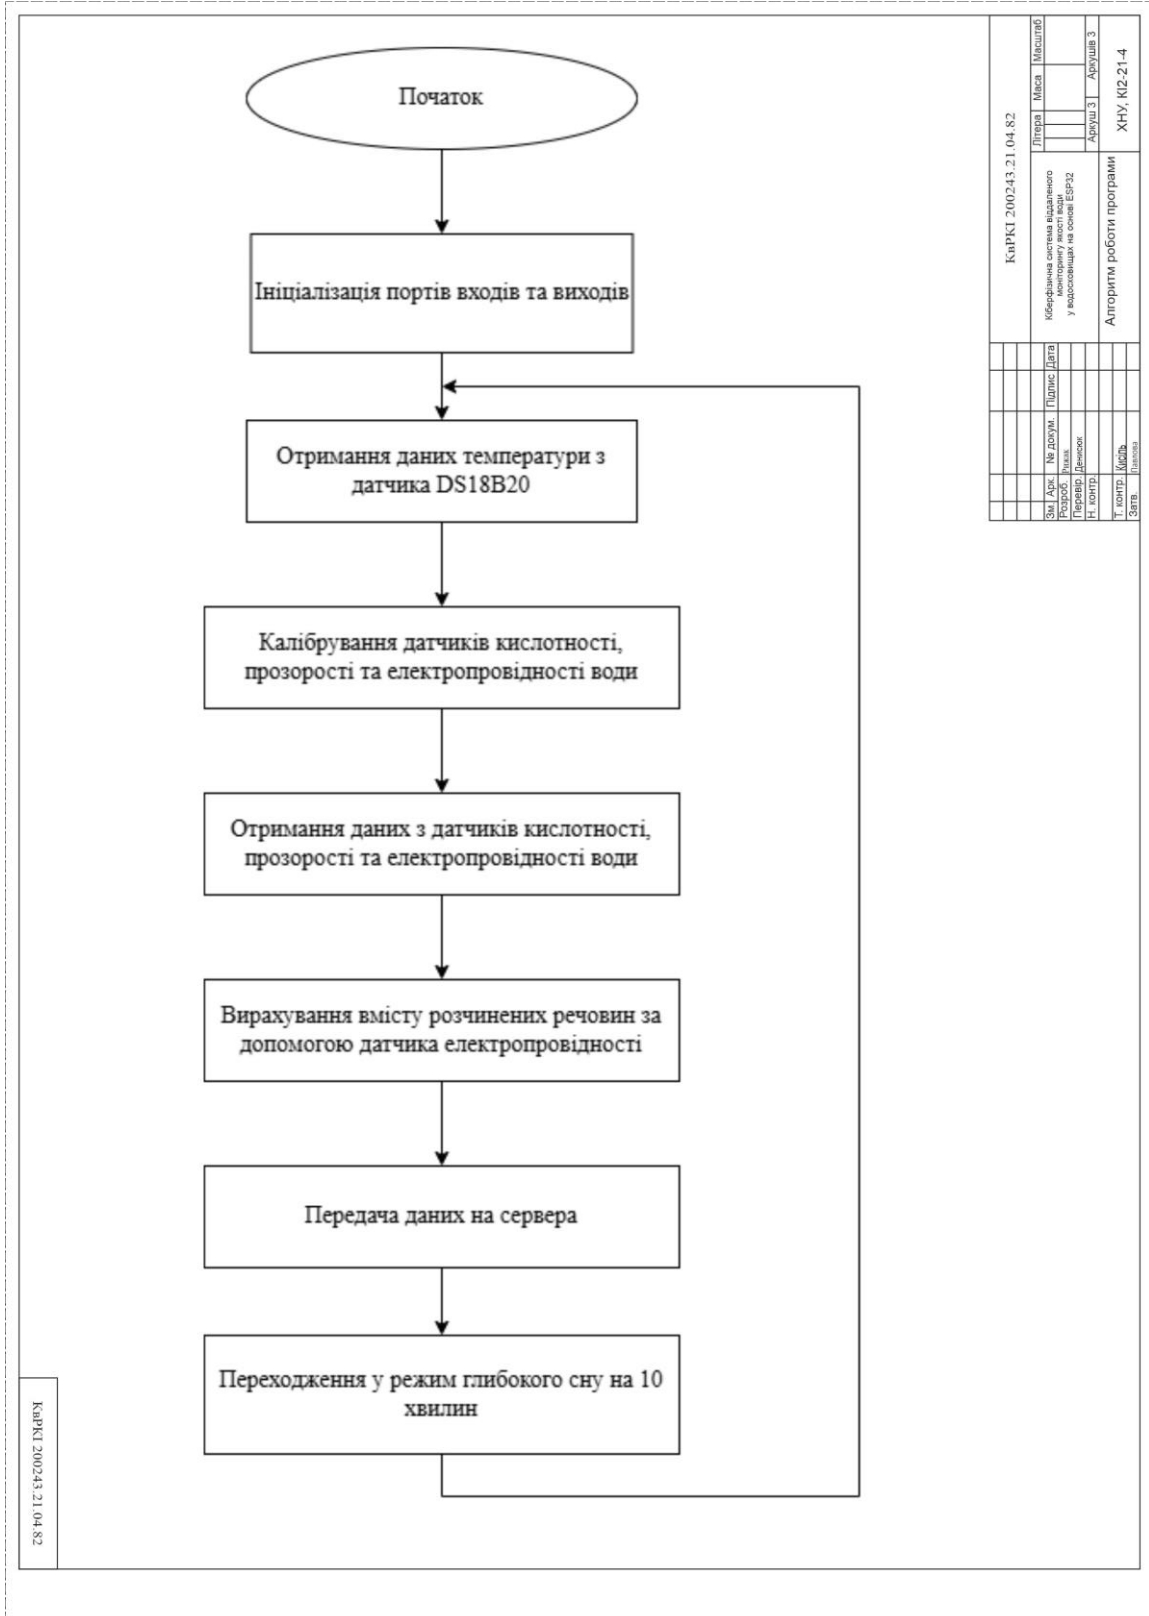 Початок
Ініціалізація портів входів та виходів
Отримання даних температури з
датчика DS18B20
Калібрування датчиків кислотності,
прозорості та електропровідності води
Отримання даних з датчиків кислотності,
прозорості та електропровідності води
Вирахування вмісту розчинених речовин за
допомогою датчика електропровідності
Передача даних на сервера
Переходження у режим глибокого сну на 10
хвилин
КвРКІ 200243.21.04.82
КвРКІ 200243.21.04.82
Кіберфізична система віддаленого
моніторингу якості води
у водосховищах на основі ESP32
Алгоритм роботи програми
Літера Маса Масштаб
Аркуш 3 Аркушів 3
ХНУ, КІ2-21-4
Зм. Арк. № докум. Підпис Дата
Розроб. Рижак
Перевір. Денисюк
Н. контр.
Т. контр. Кисіль
Затв. Павлова